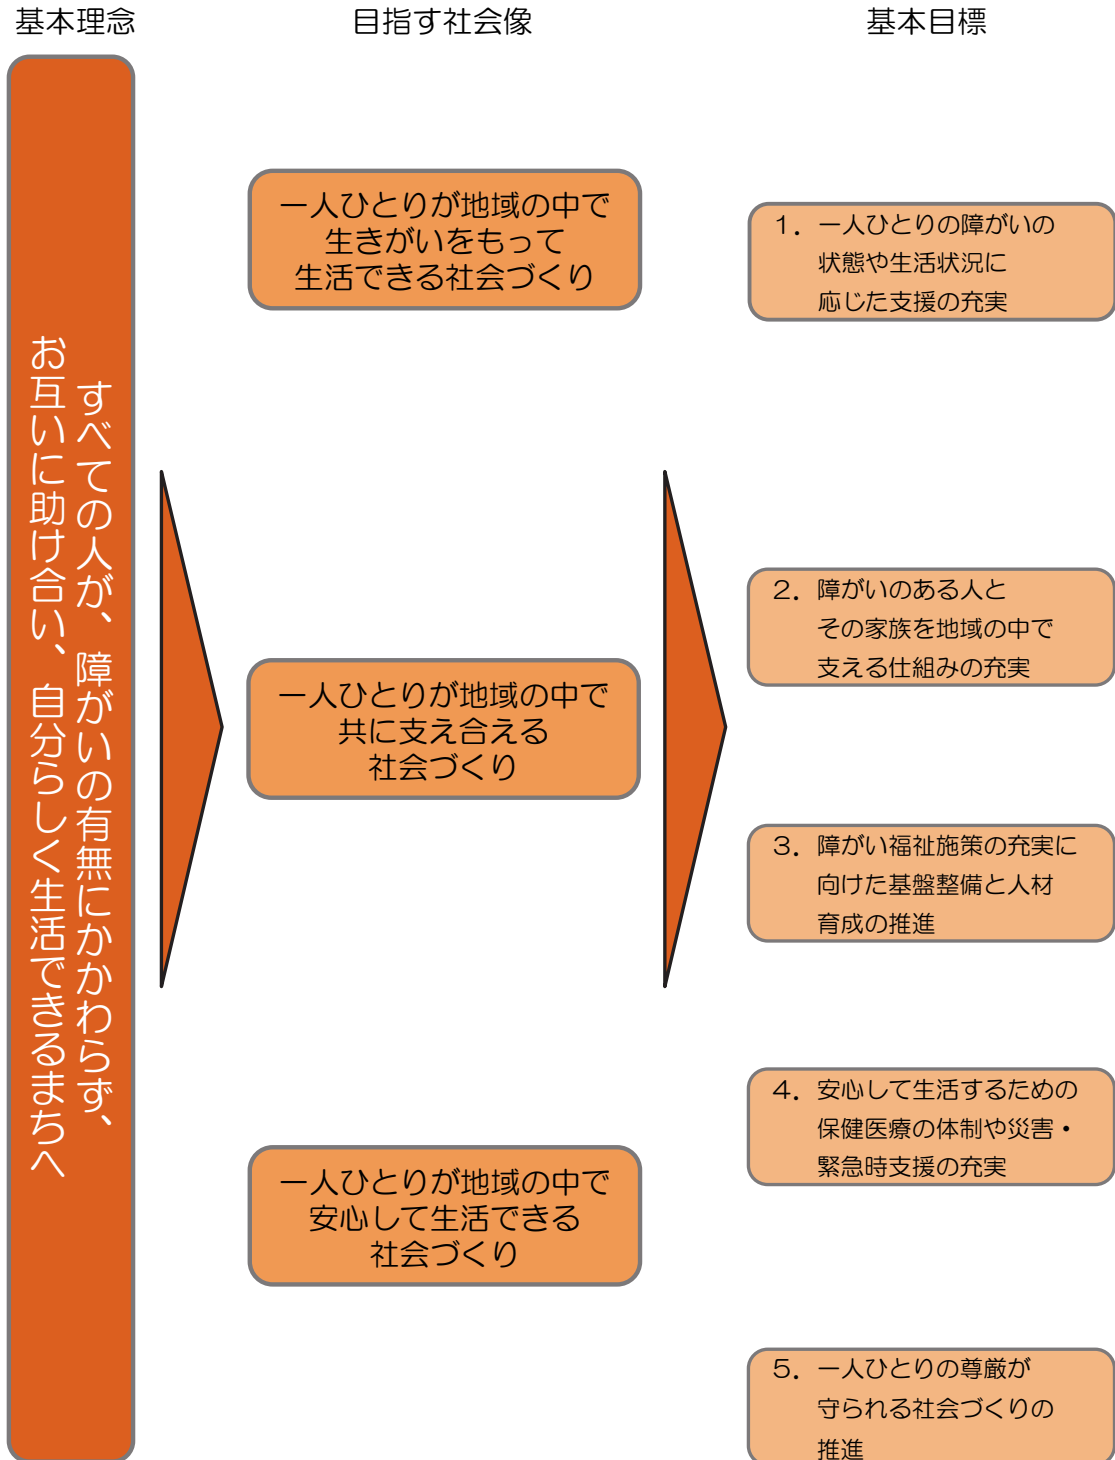 基本理念
目指す社会像
基本目標
すべての人が、障がいの有無にかかわらず、
お互いに助け合い、自分らしく生活できるまちへ
一人ひとりが地域の中で
生きがいをもって
生活できる社会づくり
一人ひとりが地域の中で
共に支え合える
社会づくり
一人ひとりが地域の中で
安心して生活できる
社会づくり
1．一人ひとりの障がいの
状態や生活状況に
応じた支援の充実
2．障がいのある人と
その家族を地域の中で
支える仕組みの充実
3．障がい福祉施策の充実に
向けた基盤整備と人材
育成の推進
4．安心して生活するための
保健医療の体制や災害・
緊急時支援の充実
5．一人ひとりの尊厳が
守られる社会づくりの
推進